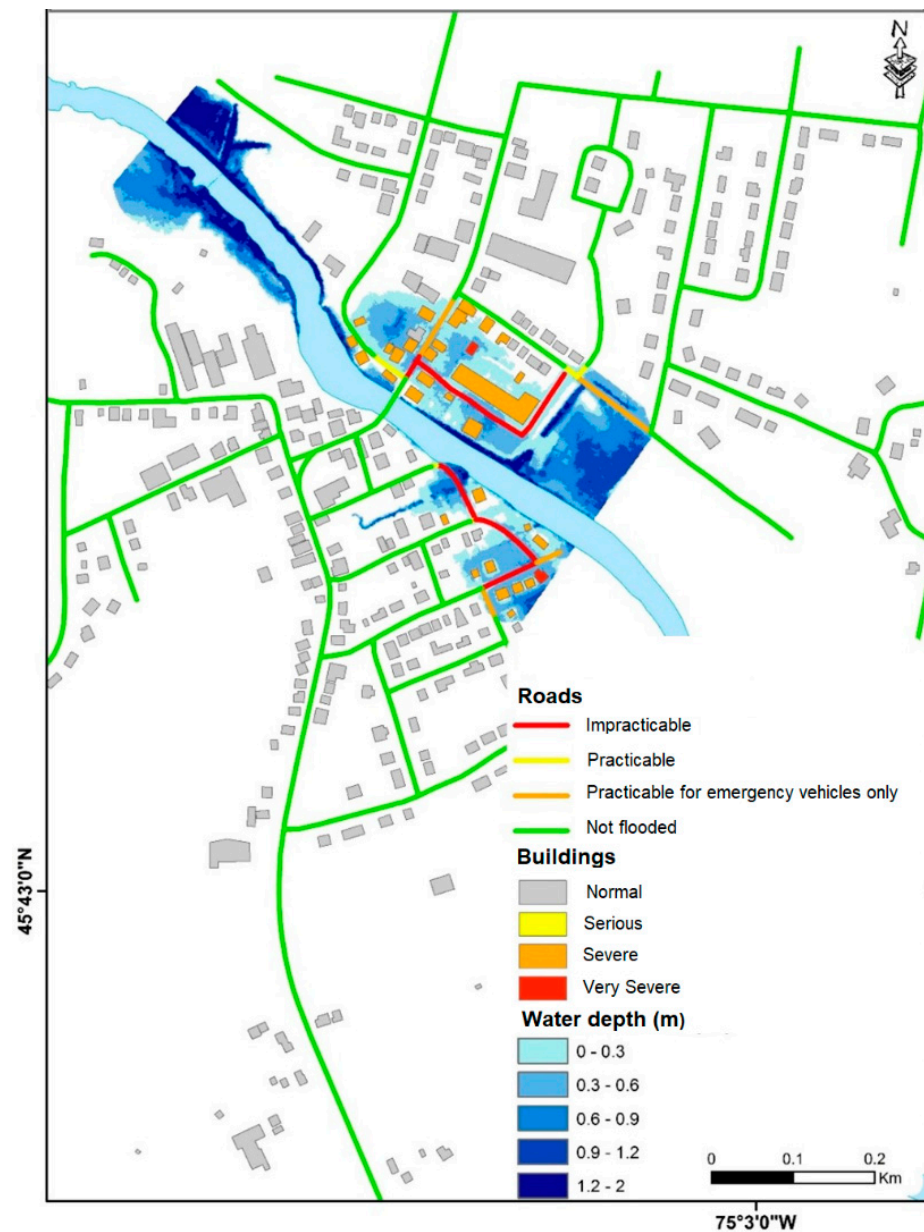 N
Roads
Impracticable
Practicable
Practicable for emergency vehicles only
Not flooded
Buildings
Normal
Serious
Severe
Very Severe
Water depth (m)
0 - 0.3
0.3 - 0.6
0.6 - 0.9
0.9 - 1.2
1.2 - 2
0 0.1 0.2
Km
45°43'0"N
75°3'0"W